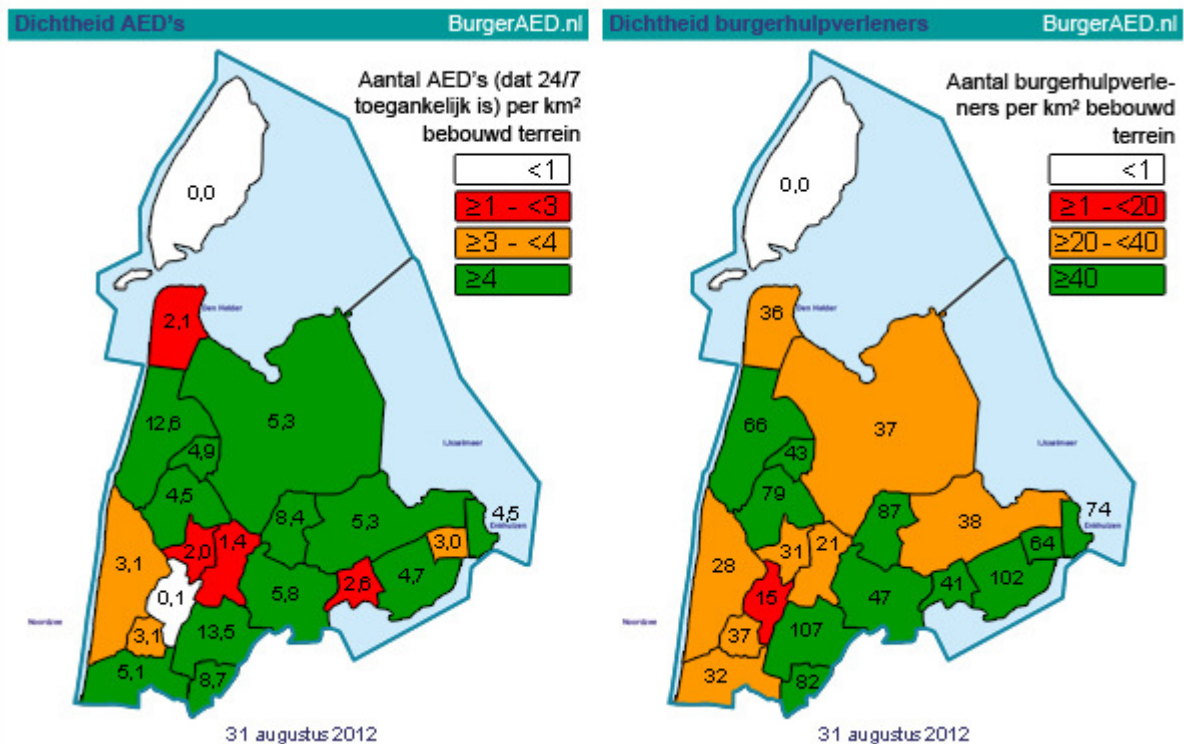 Dichtheid AED's BurgerAED.nl
Aantal AED's (dat 24/7
toegankelijk is) per km²
bebouwd terrein
<1
≥1 - <3
≥3 - <4
≥4
0,0
Den Helder
2,1
12,6
5,3
4,9
IJsselmeer
4,5
8,4
5,3
4,5
Enkhuizen
3,1
2,0
1,4
3,0
0,1
5,8
2,6
4,7
Noordzee
3,1
13,5
5,1
8,7
31 augustus 2012
Dichtheid burgerhulpverleners BurgerAED.nl
Aantal burgerhulpverle-
ners per km² bebouwd
terrein
<1
≥1 - <20
≥20 - <40
≥40
0,0
Den Helder
36
66
37
43
IJsselmeer
79
87
38
74
Enkhuizen
28
31
21
64
15
47
41
102
Noordzee
37
107
32
82
31 augustus 2012